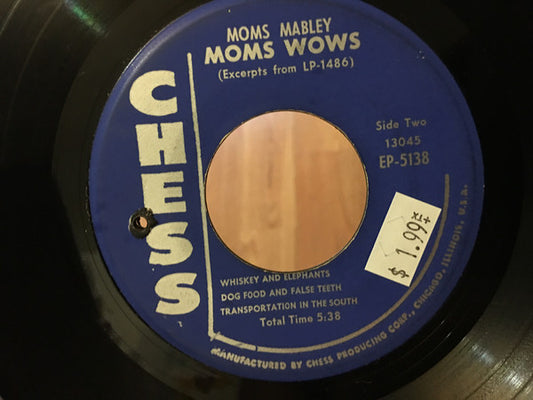 MOMS MABLEY
MOMS WOWS
(Excerpts from LP-1486)
CHESS
Side Two
13045
EP-5138
$1.99
WHISKEY AND ELEPHANTS
DOG FOOD AND FALSE TEETH
TRANSPORTATION IN THE SOUTH
Total Time 5:38
MANUFACTURED BY CHESS PRODUCING CORP., CHICAGO, ILLINOIS, U.S.A.